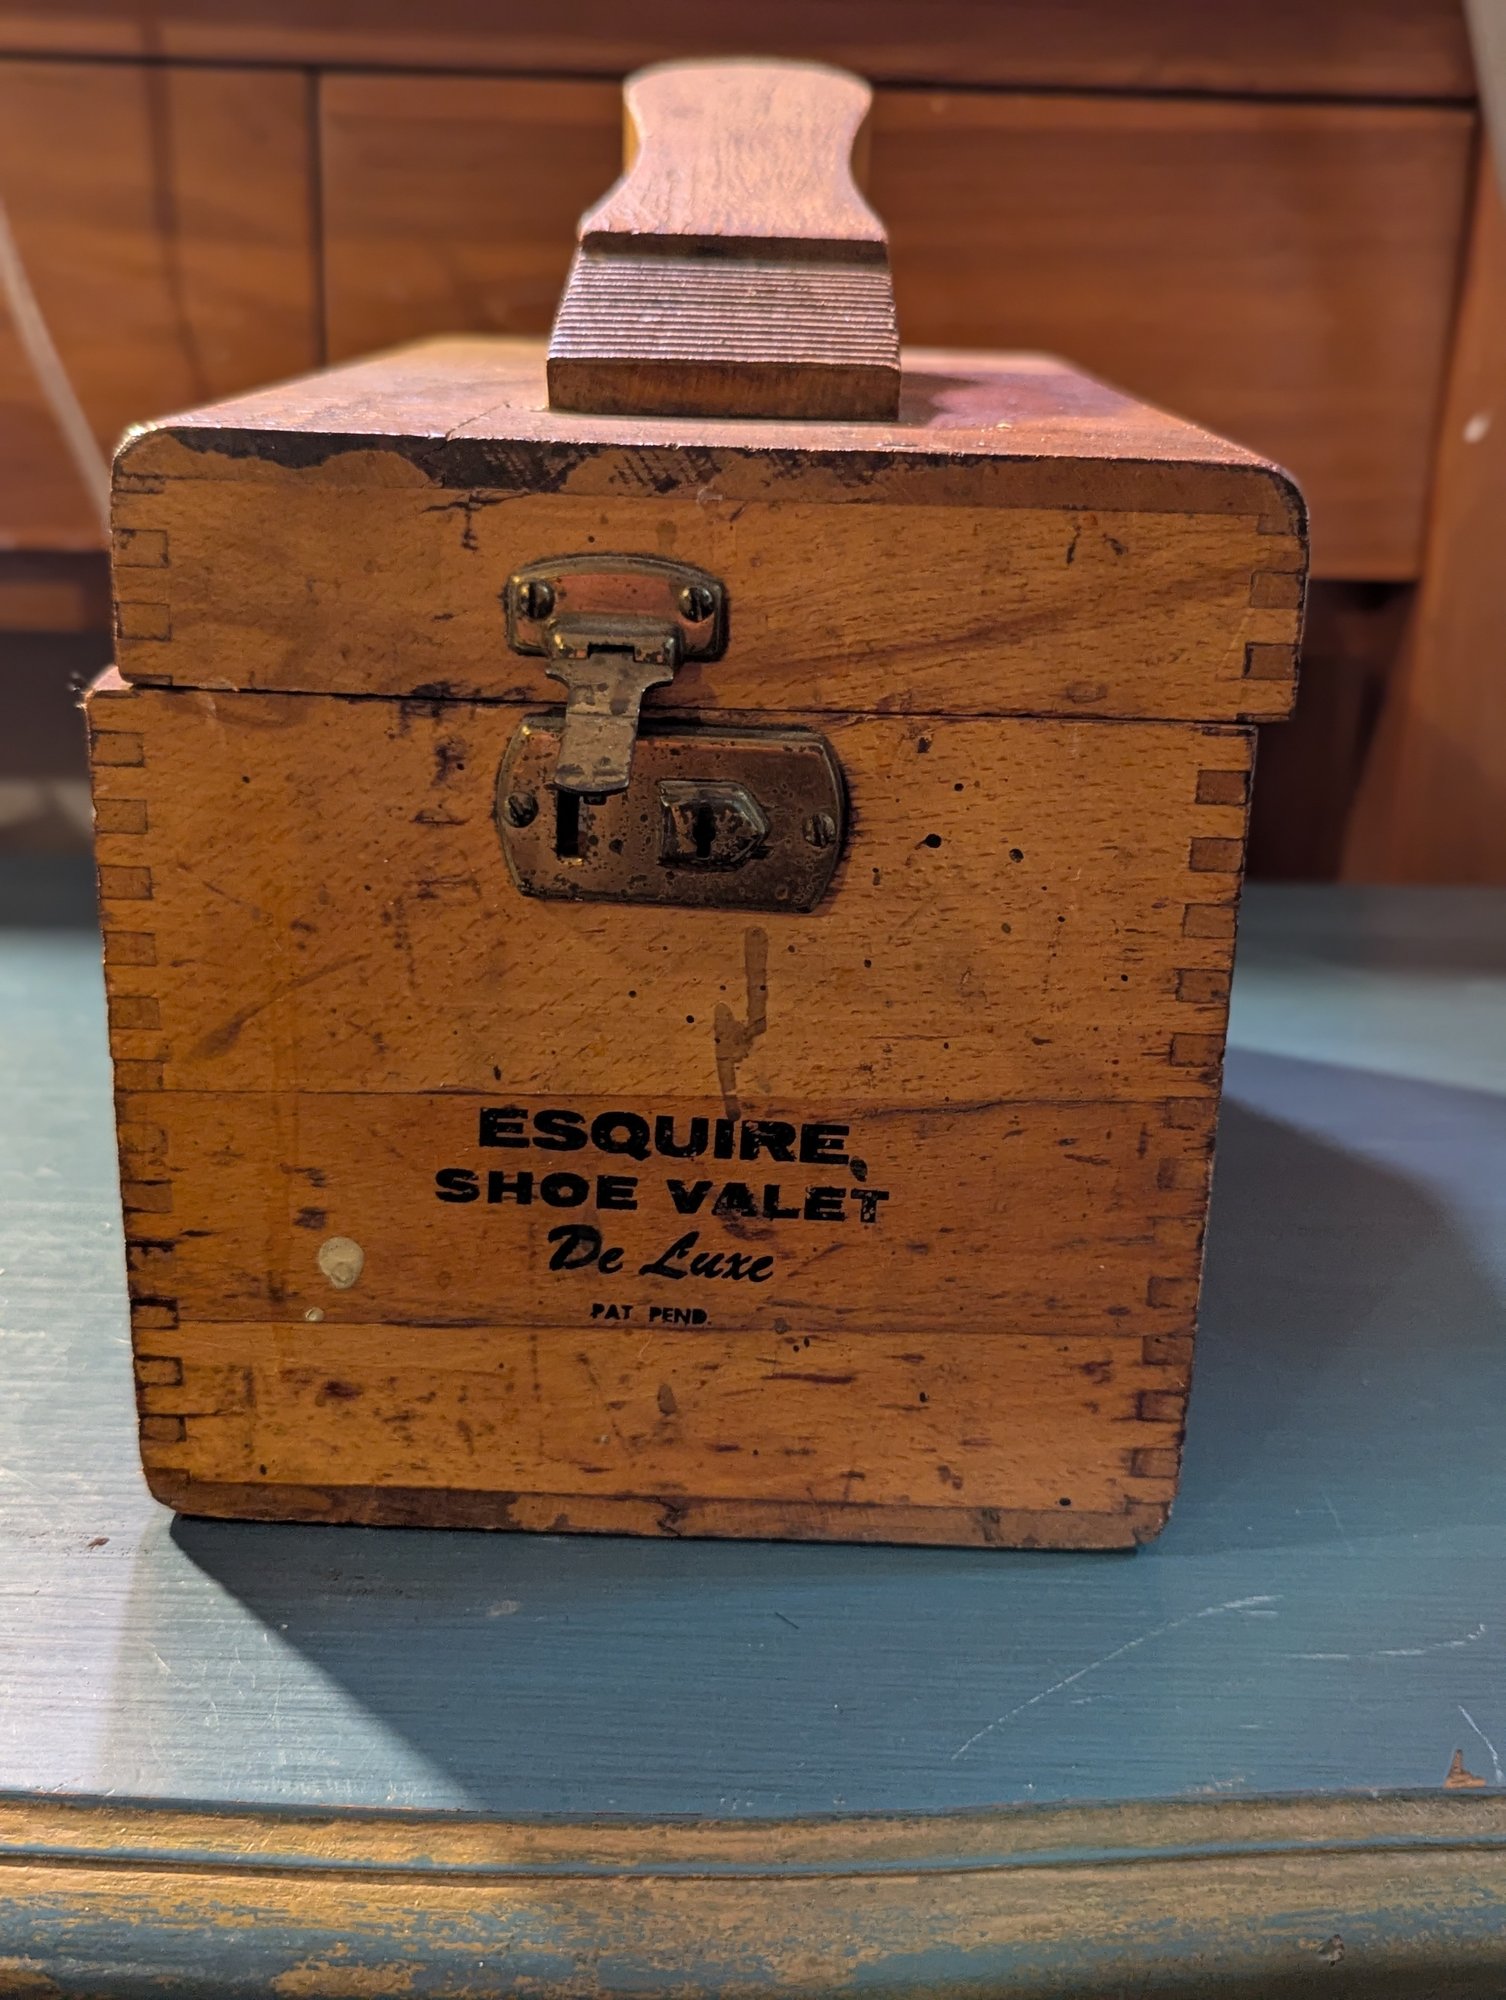 ESQUIRE
SHOE VALET
De Luxe
PAT PEND.